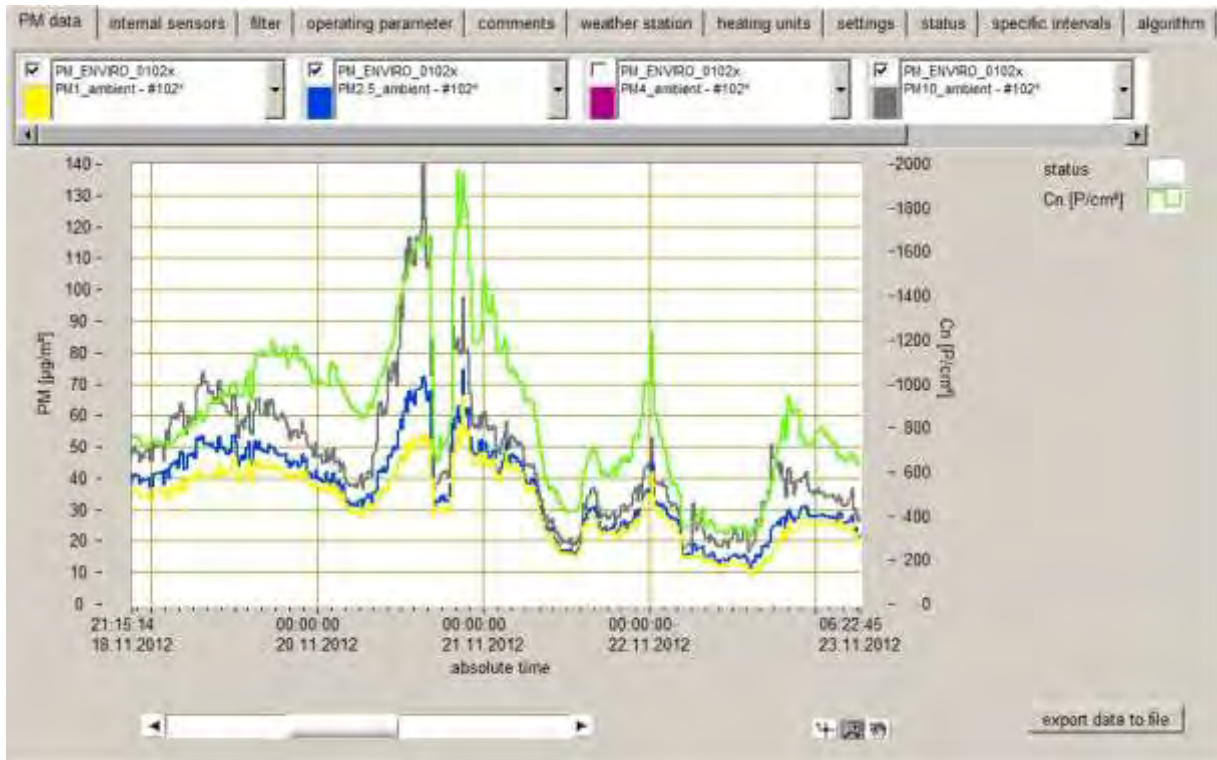 PM data internal sensors filter operating parameter comments weather station heating units settings status specific intervals algorithm
PM_ENVIRO_0102x
PM1_ambient - #102*
PM_ENVIRO_0102x
PM2.5_ambient - #102*
PM_ENVIRO_0102x
PM4_ambient - #102*
PM_ENVIRO_0102x
PM10_ambient - #102*
140
130
120
110
100
90
80
70
60
50
40
30
20
10
0
PM [µg/m³]
2000
1800
1600
1400
1200
1000
800
600
400
200
0
Cn [P/cm³]
status
Cn [P/cm³]
21:15:14
18.11.2012
00:00:00
20.11.2012
00:00:00
21.11.2012
00:00:00
22.11.2012
06:22:45
23.11.2012
absolute time
export data to file